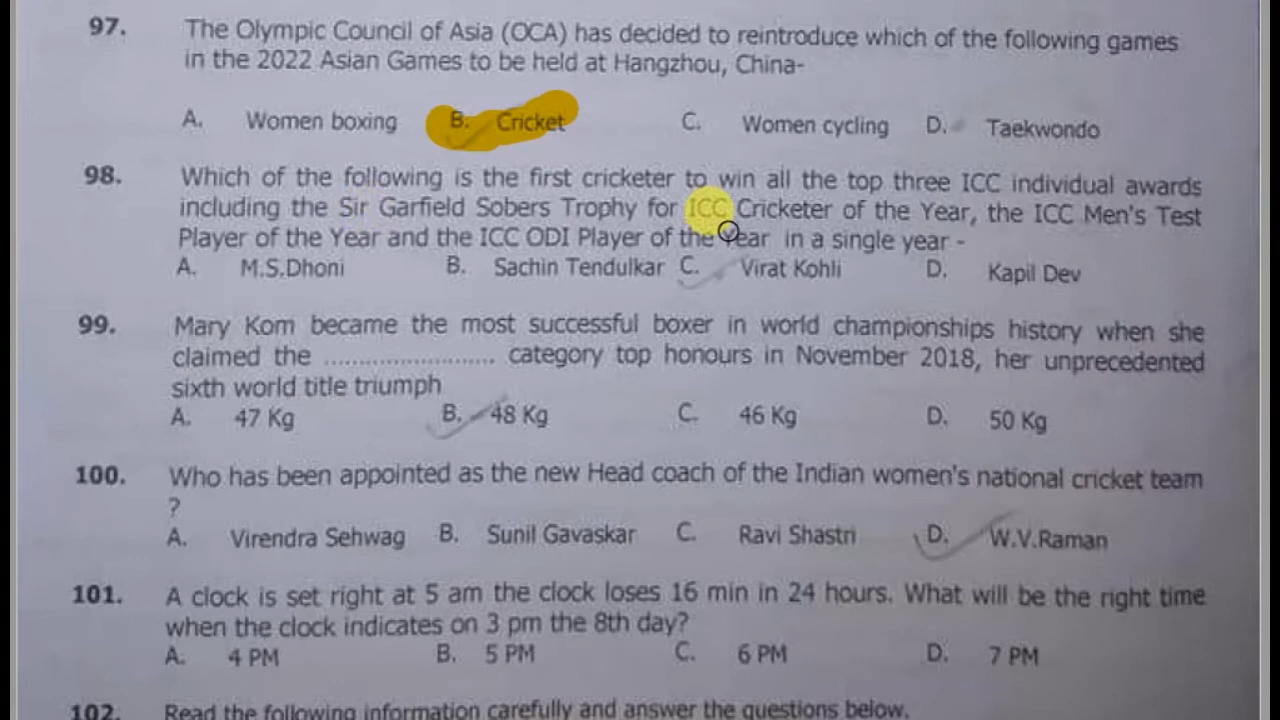 97. The Olympic Council of Asia (OCA) has decided to reintroduce which of the following games
in the 2022 Asian Games to be held at Hangzhou, China-
A. Women boxing B. Cricket C. Women cycling D. Taekwondo
98. Which of the following is the first cricketer to win all the top three ICC individual awards
including the Sir Garfield Sobers Trophy for ICC Cricketer of the Year, the ICC Men's Test
Player of the Year and the ICC ODI Player of the Year in a single year -
A. M.S.Dhoni B. Sachin Tendulkar C. Virat Kohli D. Kapil Dev
99. Mary Kom became the most successful boxer in world championships history when she
claimed the ........................ category top honours in November 2018, her unprecedented
sixth world title triumph
A. 47 Kg B. 48 Kg C. 46 Kg D. 50 Kg
100. Who has been appointed as the new Head coach of the Indian women's national cricket team
?
A. Virendra Sehwag B. Sunil Gavaskar C. Ravi Shastri D. W.V.Raman
101. A clock is set right at 5 am the clock loses 16 min in 24 hours. What will be the right time
when the clock indicates on 3 pm the 8th day?
A. 4 PM B. 5 PM C. 6 PM D. 7 PM
102. Read the following information carefully and answer the questions below.